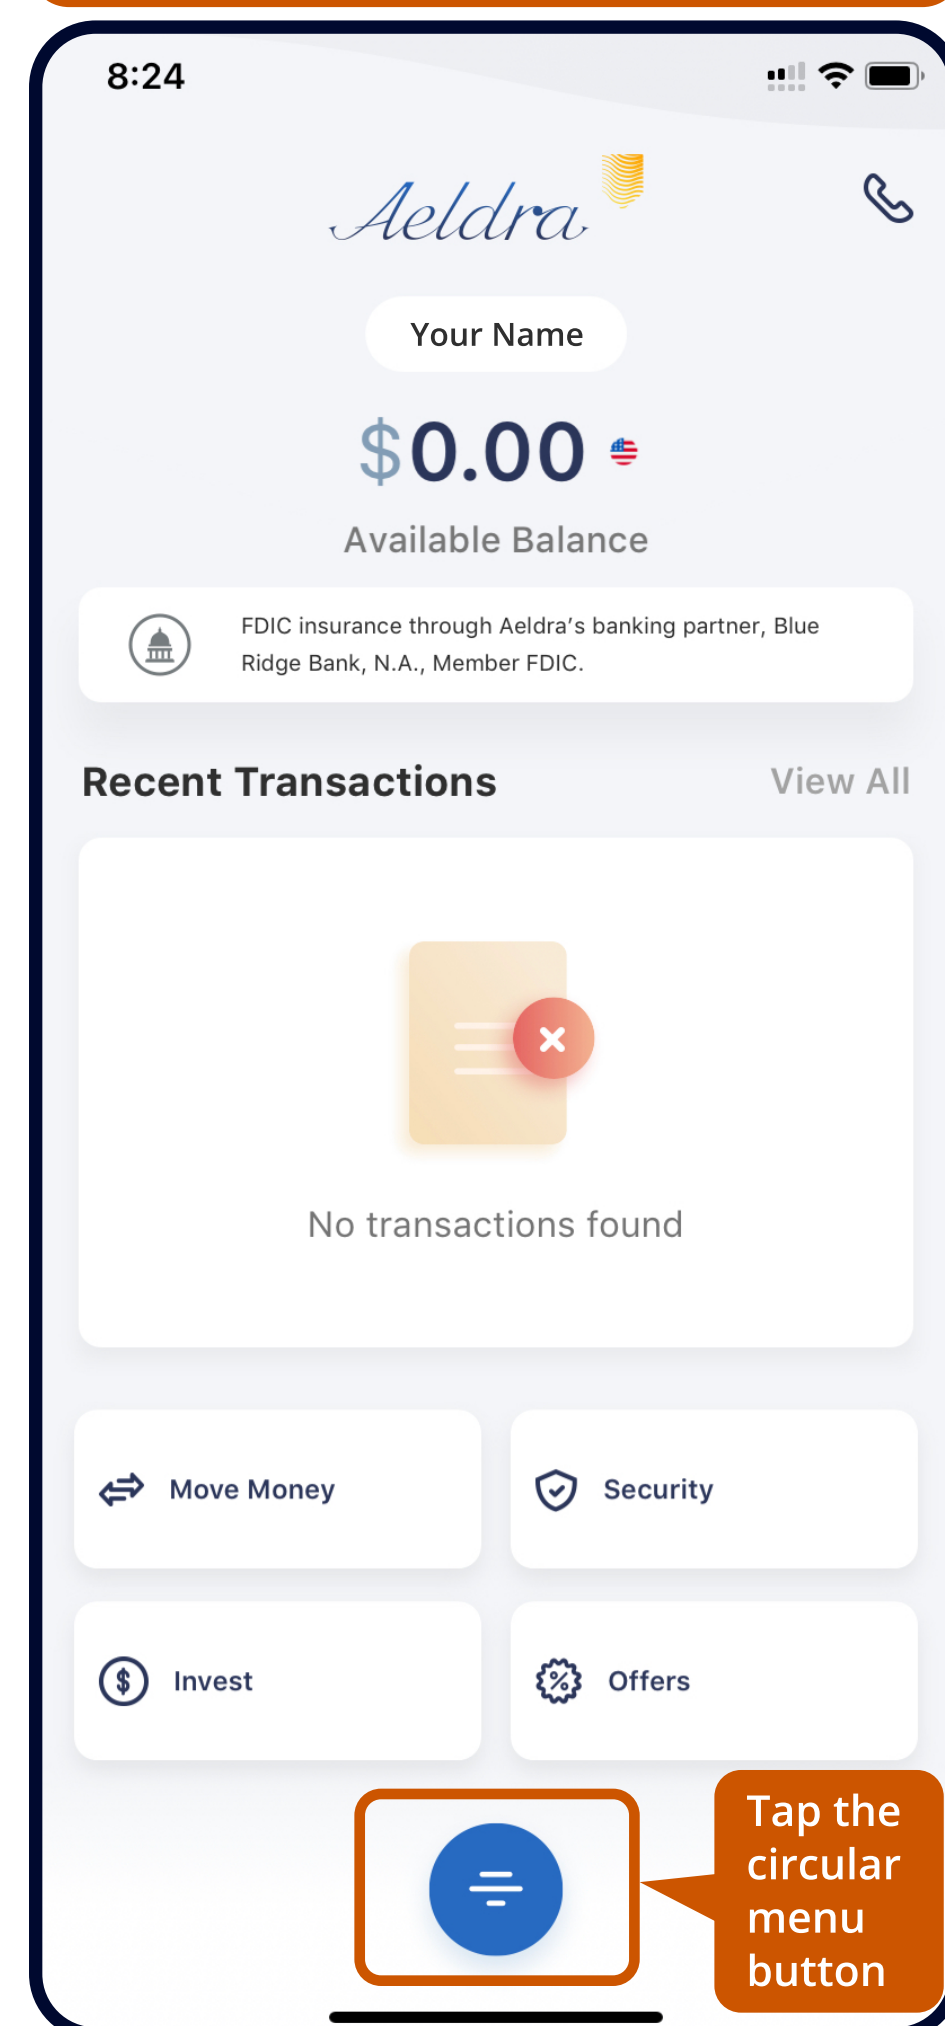 8:24
Aeldra
Your Name
$0.00
Available Balance
FDIC insurance through Aeldra's banking partner, Blue
Ridge Bank, N.A., Member FDIC.
Recent Transactions
View All
No transactions found
Move Money
Security
Invest
Offers
Tap the
circular
menu
button